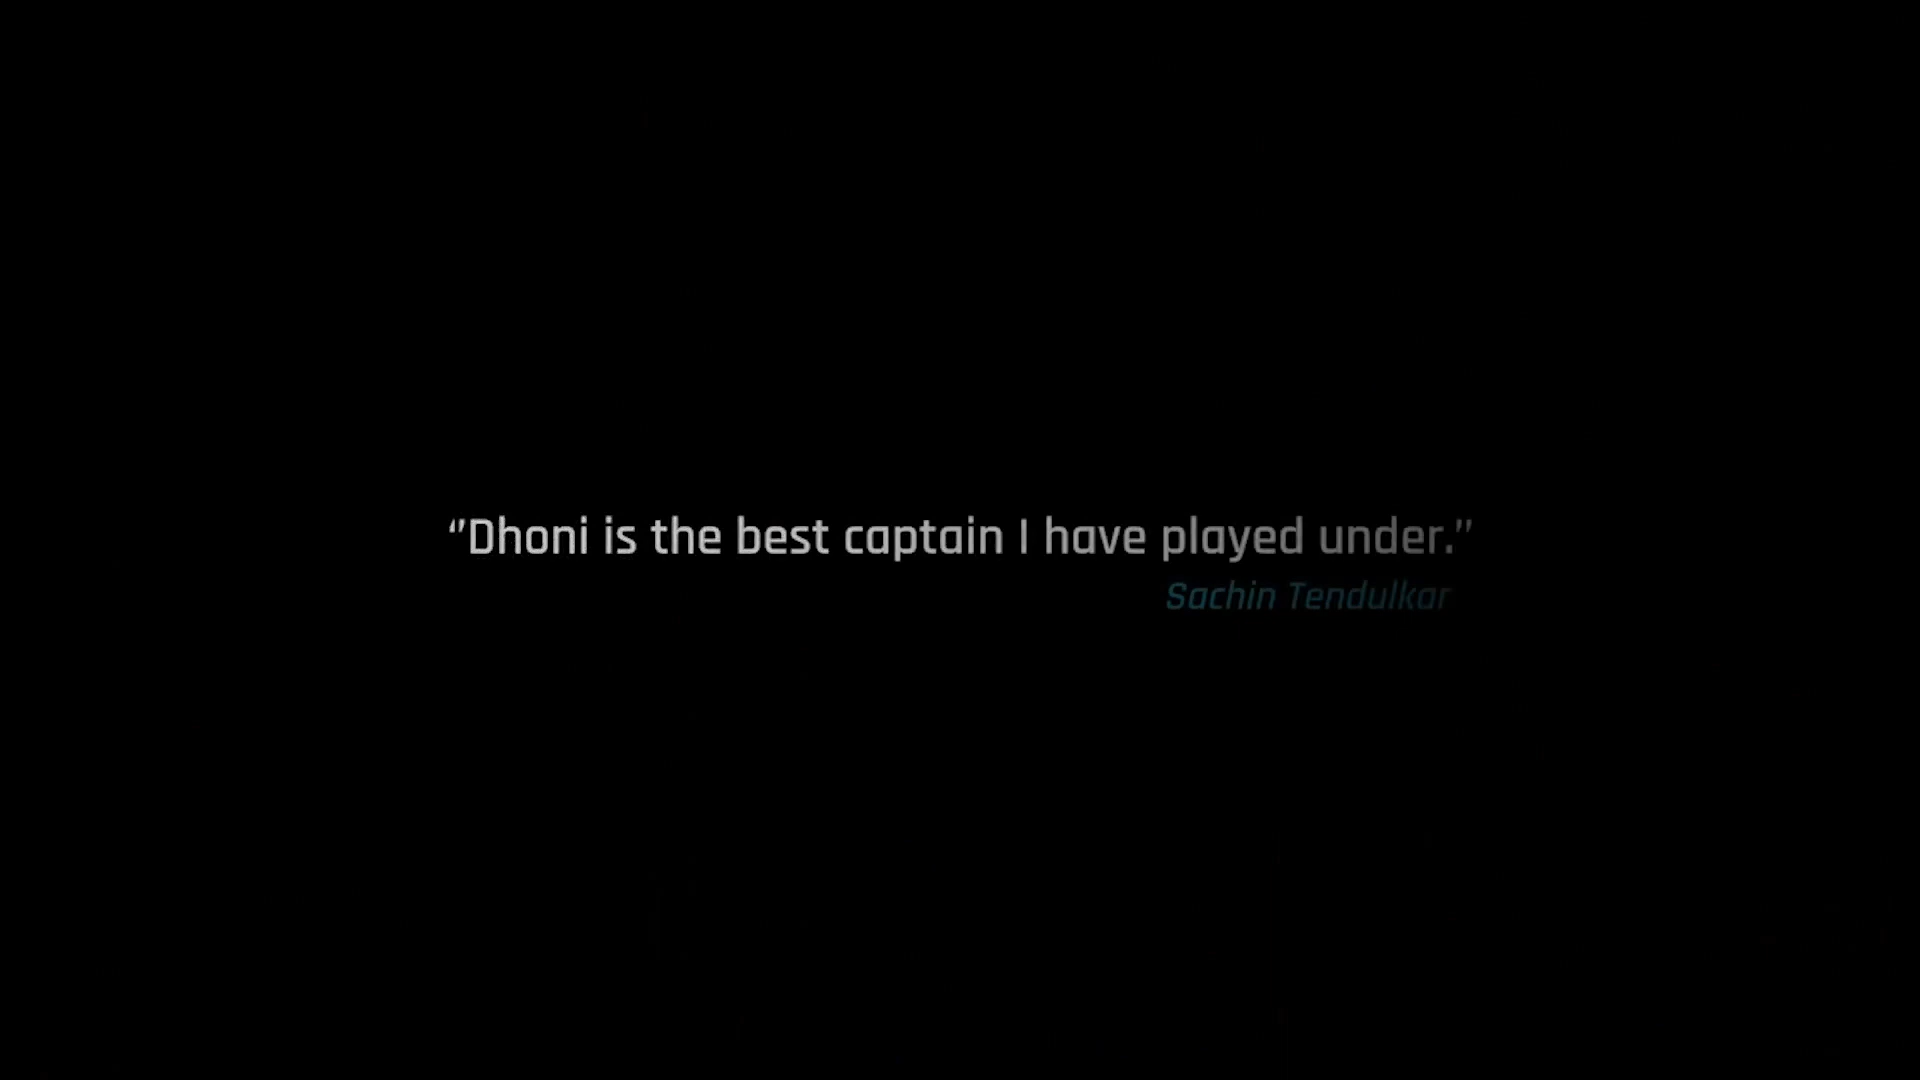 “Dhoni is the best captain I have played under.”
Sachin Tendulkar